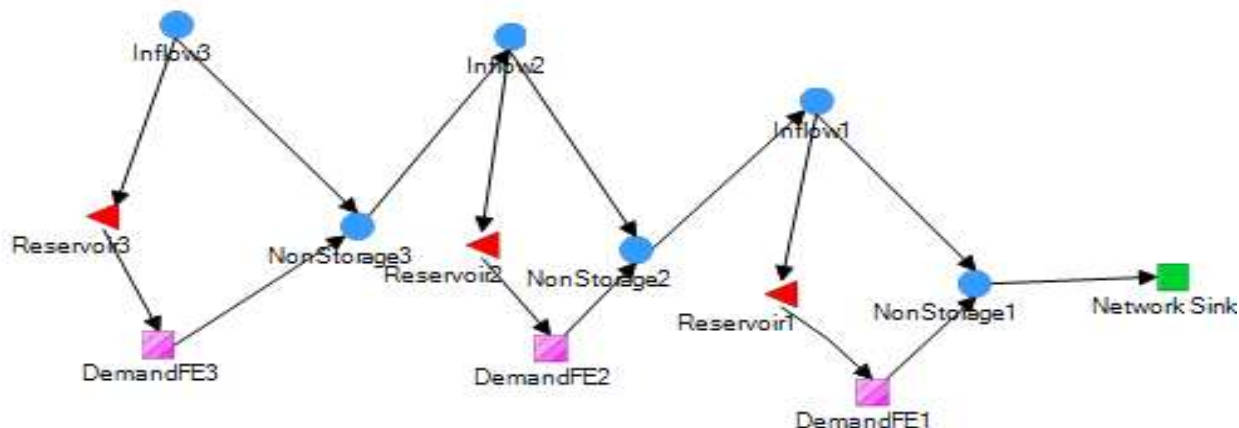 Inflow3
Inflow2
Inflow1
Reservoir3
NonStorage3
Reservoir2
NonStorage2
Reservoir1
NonStorage1
Network Sink
DemandFE3
DemandFE2
DemandFE1